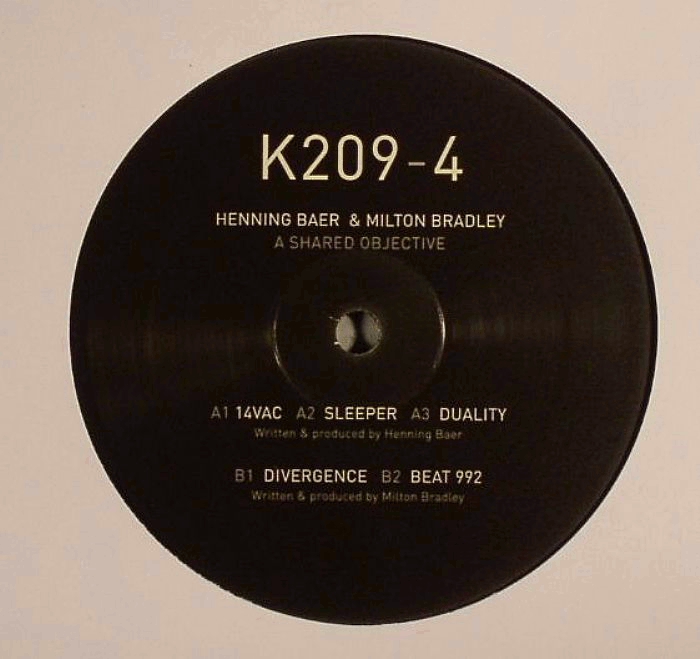 K209-4
HENNING BAER & MILTON BRADLEY
A SHARED OBJECTIVE
A1 14VAC A2 SLEEPER A3 DUALITY
Written & produced by Henning Baer
B1 DIVERGENCE B2 BEAT 992
Written & produced by Milton Bradley